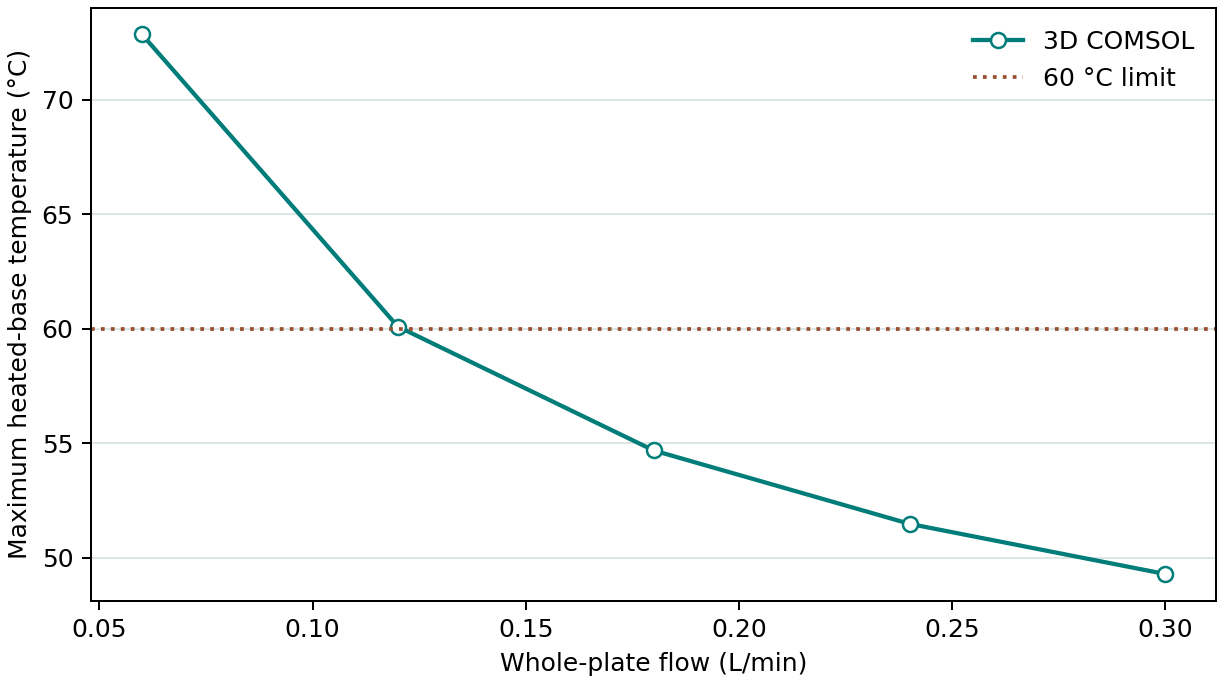 Maximum heated-base temperature (°C)
70
65
60
55
50
3D COMSOL
60 °C limit
0.05
0.10
0.15
0.20
0.25
0.30
Whole-plate flow (L/min)